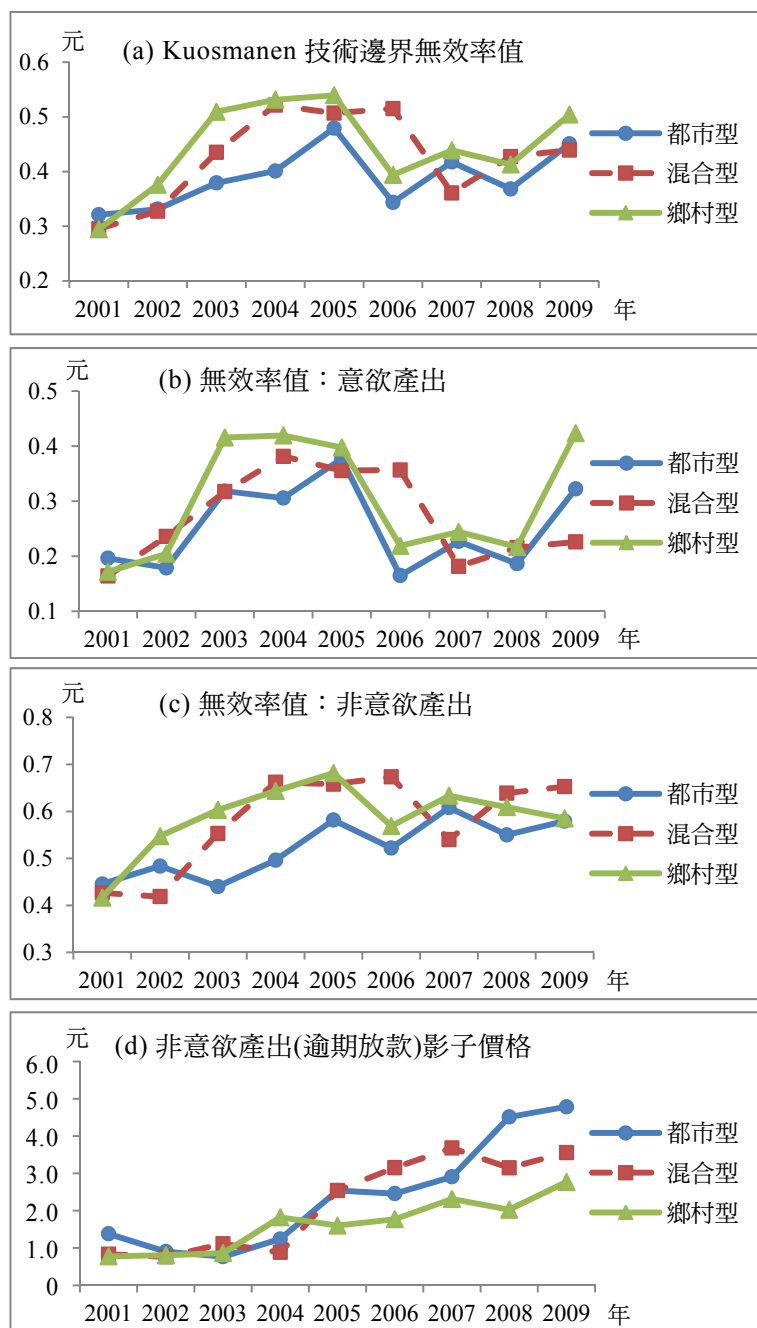 元
(a) Kuosmanen 技術邊界無效率值
0.6
0.5
0.4
0.3
0.2
都市型
混合型
鄉村型
2001 2002 2003 2004 2005 2006 2007 2008 2009 年
元
(b) 無效率值：意欲產出
0.5
0.4
0.3
0.2
0.1
都市型
混合型
鄉村型
2001 2002 2003 2004 2005 2006 2007 2008 2009 年
元
(c) 無效率值：非意欲產出
0.8
0.7
0.6
0.5
0.4
0.3
都市型
混合型
鄉村型
2001 2002 2003 2004 2005 2006 2007 2008 2009 年
元
(d) 非意欲產出(逾期放款)影子價格
6.0
5.0
4.0
3.0
2.0
1.0
0
都市型
混合型
鄉村型
2001 2002 2003 2004 2005 2006 2007 2008 2009 年